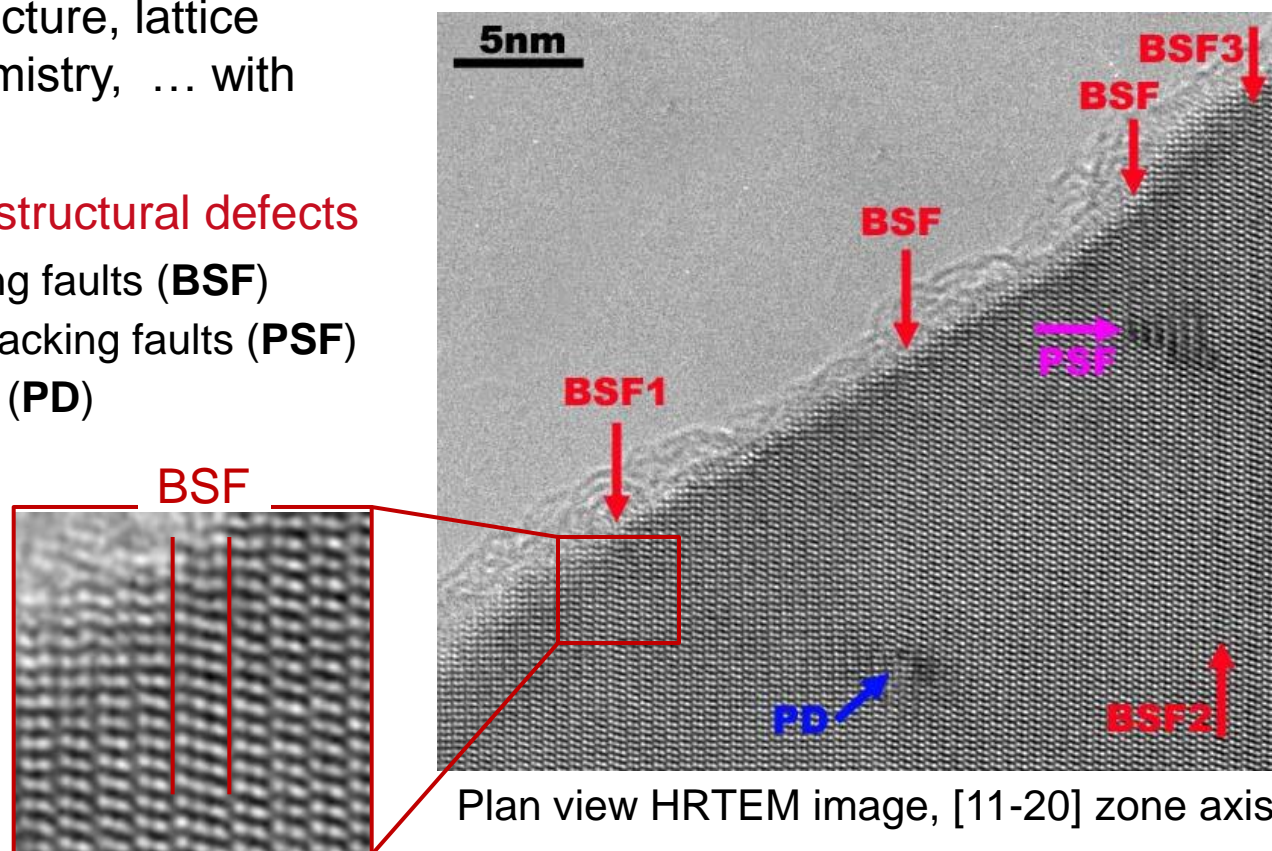 cture, lattice
mistry, … with
structural defects
ng faults (BSF)
acking faults (PSF)
(PD)
BSF
5nm
BSF3
BSF
BSF
PSF
BSF1
PD
BSF2
Plan view HRTEM image, [11-20] zone axis